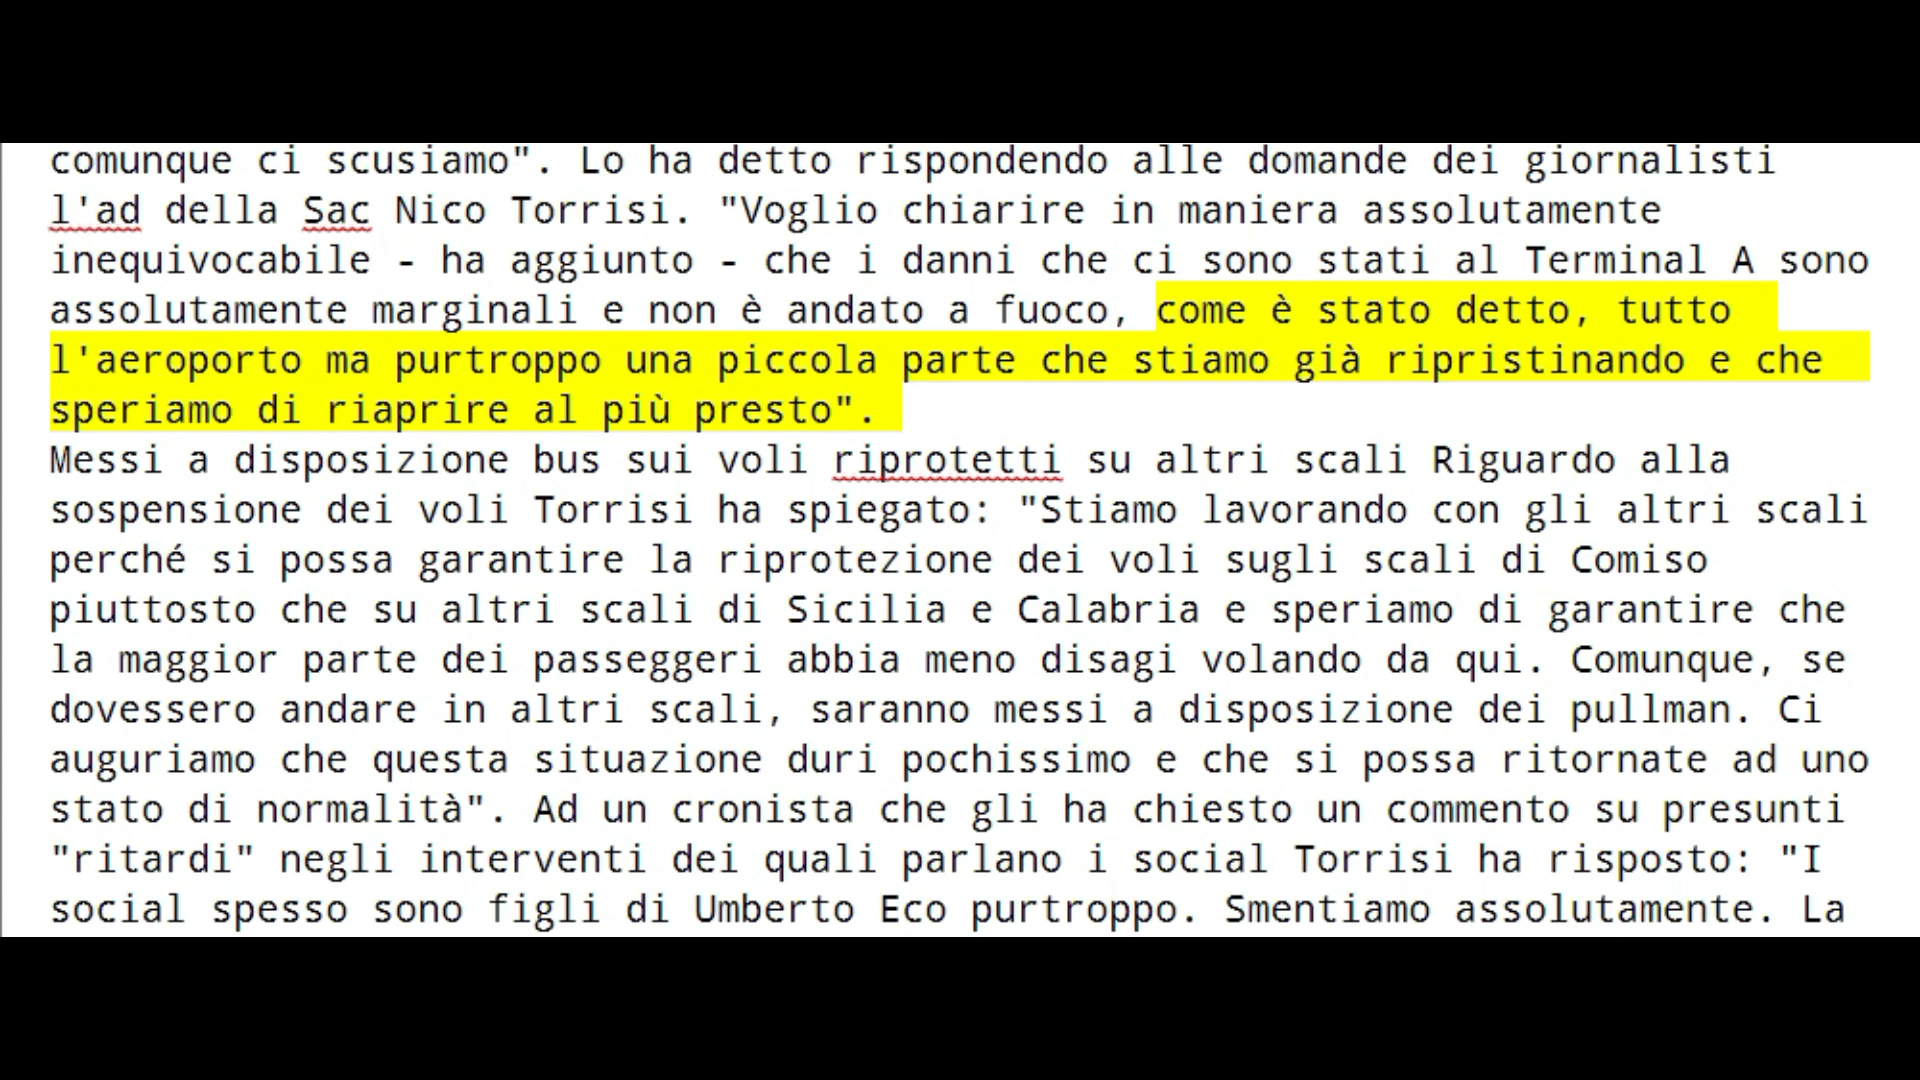 comunque ci scusiamo". Lo ha detto rispondendo alle domande dei giornalisti
l'ad della Sac Nico Torrisi. "Voglio chiarire in maniera assolutamente
inequivocabile - ha aggiunto - che i danni che ci sono stati al Terminal A sono
assolutamente marginali e non è andato a fuoco, come è stato detto, tutto
l'aeroporto ma purtroppo una piccola parte che stiamo già ripristinando e che
speriamo di riaprire al più presto".
Messi a disposizione bus sui voli riprotetti su altri scali Riguardo alla
sospensione dei voli Torrisi ha spiegato: "Stiamo lavorando con gli altri scali
perché si possa garantire la riprotezione dei voli sugli scali di Comiso
piuttosto che su altri scali di Sicilia e Calabria e speriamo di garantire che
la maggior parte dei passeggeri abbia meno disagi volando da qui. Comunque, se
dovessero andare in altri scali, saranno messi a disposizione dei pullman. Ci
auguriamo che questa situazione duri pochissimo e che si possa ritornate ad uno
stato di normalità". Ad un cronista che gli ha chiesto un commento su presunti
"ritardi" negli interventi dei quali parlano i social Torrisi ha risposto: "I
social spesso sono figli di Umberto Eco purtroppo. Smentiamo assolutamente. La